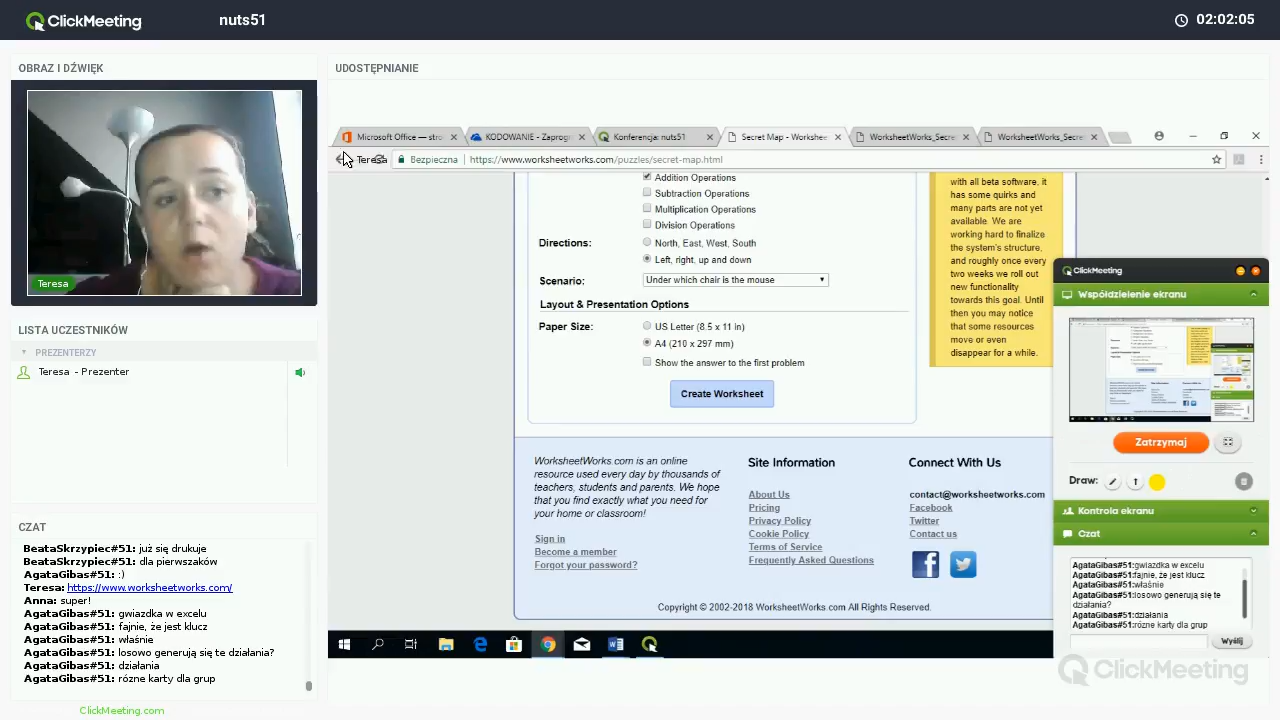 ClickMeeting
nuts51
02:02:05
OBRAZ I DŹWIĘK
Teresa
LISTA UCZESTNIKÓW
PREZENTERZY
Teresa - Prezenter
CZAT
BeataSkrzypiec#51: już się drukuje
BeataSkrzypiec#51: dla pierwszaków
AgataGibas#51: :)
Teresa: https://www.worksheetworks.com/
Anna: super!
AgataGibas#51: gwiazdka w excelu
AgataGibas#51: fajnie, że jest klucz
AgataGibas#51: właśnie
AgataGibas#51: losowo generują się te działania?
AgataGibas#51: działania
AgataGibas#51: rózne karty dla grup
ClickMeeting.com
UDOSTĘPNIANIE
Microsoft Office — stro
KODOWANIE - Zaprog
Konferencja: nuts51
Secret Map - Workshee
WorksheetWorks_Secre
WorksheetWorks_Secre
Teresa
Bezpieczna
https://www.worksheetworks.com/puzzles/secret-map.html
Addition Operations
Subtraction Operations
Multiplication Operations
Division Operations
Directions:
North, East, West, South
Left, right, up and down
Scenario:
Under which chair is the mouse
Layout & Presentation Options
Paper Size:
US Letter (8.5 x 11 in)
A4 (210 x 297 mm)
Show the answer to the first problem
Create Worksheet
with all beta software, it
has some quirks and
many parts are not yet
available. We are
working hard to finalize
the system's structure,
and roughly once every
two weeks we roll out
new functionality
towards this goal. Until
then you may notice
that some resources
move or even
disappear for a while.
WorksheetWorks.com is an online
resource used every day by thousands of
teachers, students and parents. We hope
that you find exactly what you need for
your home or classroom!
Sign in
Become a member
Forgot your password?
Site Information
About Us
Pricing
Privacy Policy
Cookie Policy
Terms of Service
Frequently Asked Questions
Connect With Us
contact@worksheetworks.com
Facebook
Twitter
Contact us
Copyright © 2002-2018 WorksheetWorks.com All Rights Reserved.
ClickMeeting
Współdzielenie ekranu
Zatrzymaj
Draw:
Kontrola ekranu
Czat
AgataGibas#51:gwiazdka w excelu
AgataGibas#51:fajnie, że jest klucz
AgataGibas#51:właśnie
AgataGibas#51:losowo generują się te
działania?
AgataGibas#51:działania
AgataGibas#51:rózne karty dla grup
Wyślij
ClickMeeting